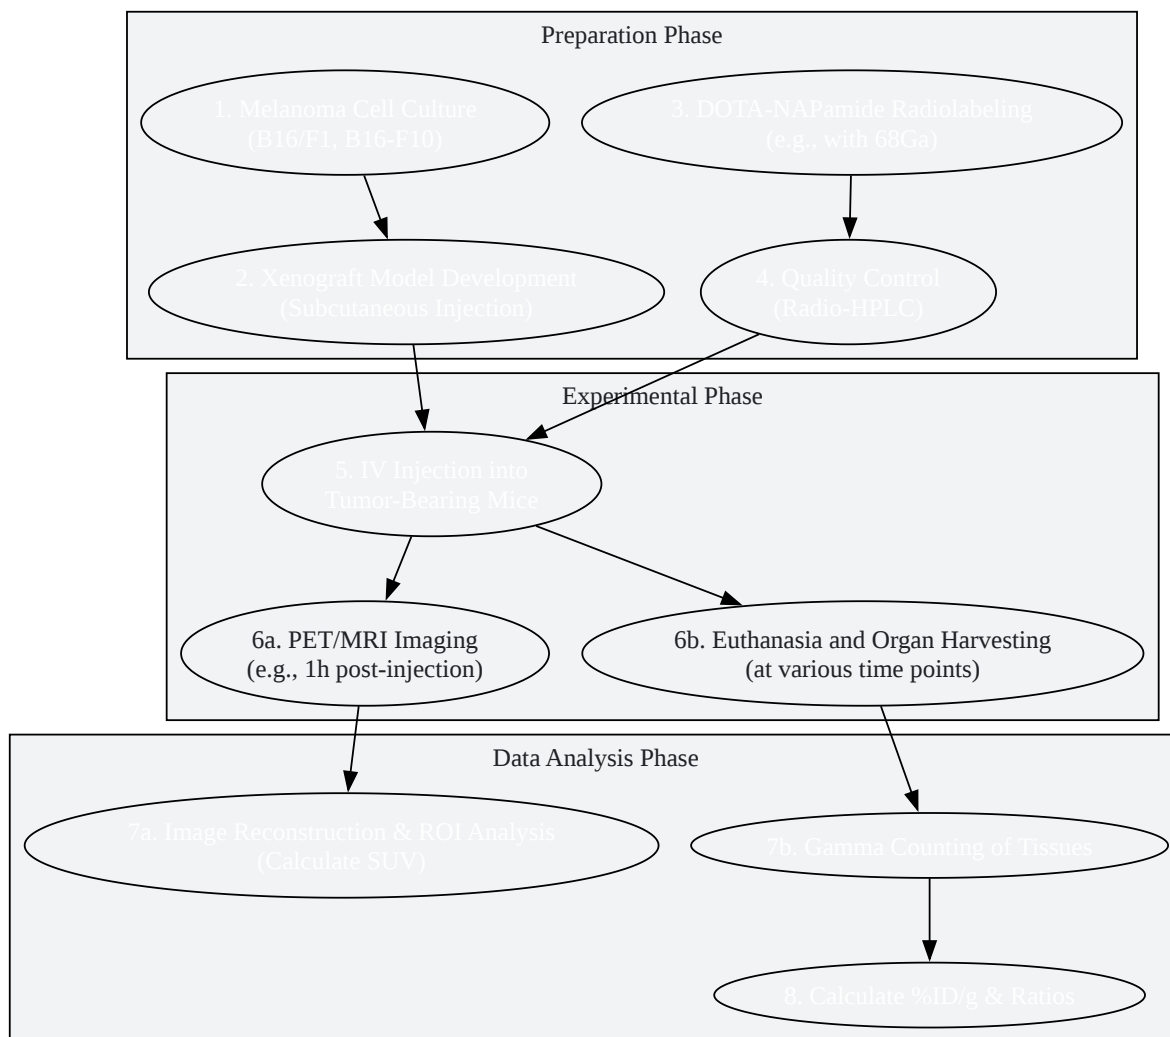 Preparation Phase
1. Melanoma Cell Culture
(B16/F1, B16-F10)
3. DOTA-NAPamide Radiolabeling
(e.g., with 68Ga)
2. Xenograft Model Development
(Subcutaneous Injection)
4. Quality Control
(Radio-HPLC)
Experimental Phase
5. IV Injection into
Tumor-Bearing Mice
6a. PET/MRI Imaging
(e.g., 1h post-injection)
6b. Euthanasia and Organ Harvesting
(at various time points)
Data Analysis Phase
7a. Image Reconstruction & ROI Analysis
(Calculate SUV)
7b. Gamma Counting of Tissues
8. Calculate %ID/g & Ratios